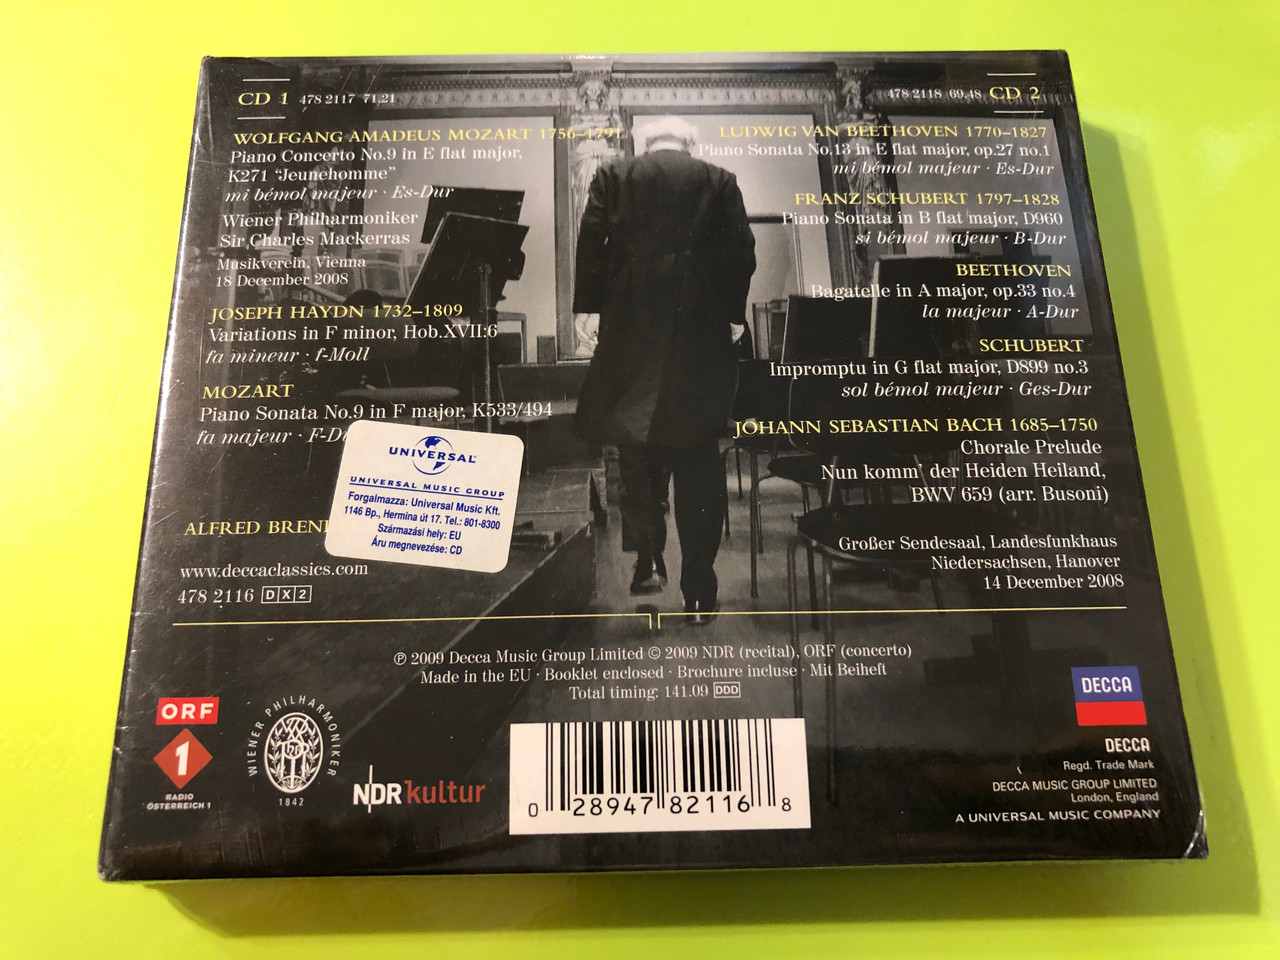 CD 1 478 2117 71.21
WOLFGANG AMADEUS MOZART 1756–1791
Piano Concerto No.9 in E flat major,
K271 “Jeunehomme”
mi bémol majeur · Es-Dur
Wiener Philharmoniker
Sir Charles Mackerras
Musikverein, Vienna
18 December 2008
JOSEPH HAYDN 1732–1809
Variations in F minor, Hob.XVII:6
fa mineur · f-Moll
MOZART
Piano Sonata No.9 in F major, K533/494
fa majeur · F-Du
ALFRED BREN
www.deccaclassics.com
478 2116 DX2
UNIVERSAL
UNIVERSAL MUSIC GROUP
Forgalmazza: Universal Music Kft.
1146 Bp., Hermina út 17. Tel.: 801-8300
Származási hely: EU
Áru megnevezése: CD
478 2118 69.48 CD 2
LUDWIG VAN BEETHOVEN 1770–1827
Piano Sonata No.13 in E flat major, op.27 no.1
mi bémol majeur · Es-Dur
FRANZ SCHUBERT 1797–1828
Piano Sonata in B flat major, D960
si bémol majeur · B-Dur
BEETHOVEN
Bagatelle in A major, op.33 no.4
la majeur · A-Dur
SCHUBERT
Impromptu in G flat major, D899 no.3
sol bémol majeur · Ges-Dur
JOHANN SEBASTIAN BACH 1685–1750
Chorale Prelude
Nun komm’ der Heiden Heiland,
BWV 659 (arr. Busoni)
Großer Sendesaal, Landesfunkhaus
Niedersachsen, Hanover
14 December 2008
℗ 2009 Decca Music Group Limited © 2009 NDR (recital), ORF (concerto)
Made in the EU · Booklet enclosed · Brochure incluse · Mit Beiheft
Total timing: 141.09 DDD
ORF
1
RADIO
ÖSTERREICH 1
WIENER PHILHARMONIKER
1842
NDR kultur
0 28947 82116 8
DECCA
DECCA
Regd. Trade Mark
DECCA MUSIC GROUP LIMITED
London, England
A UNIVERSAL MUSIC COMPANY